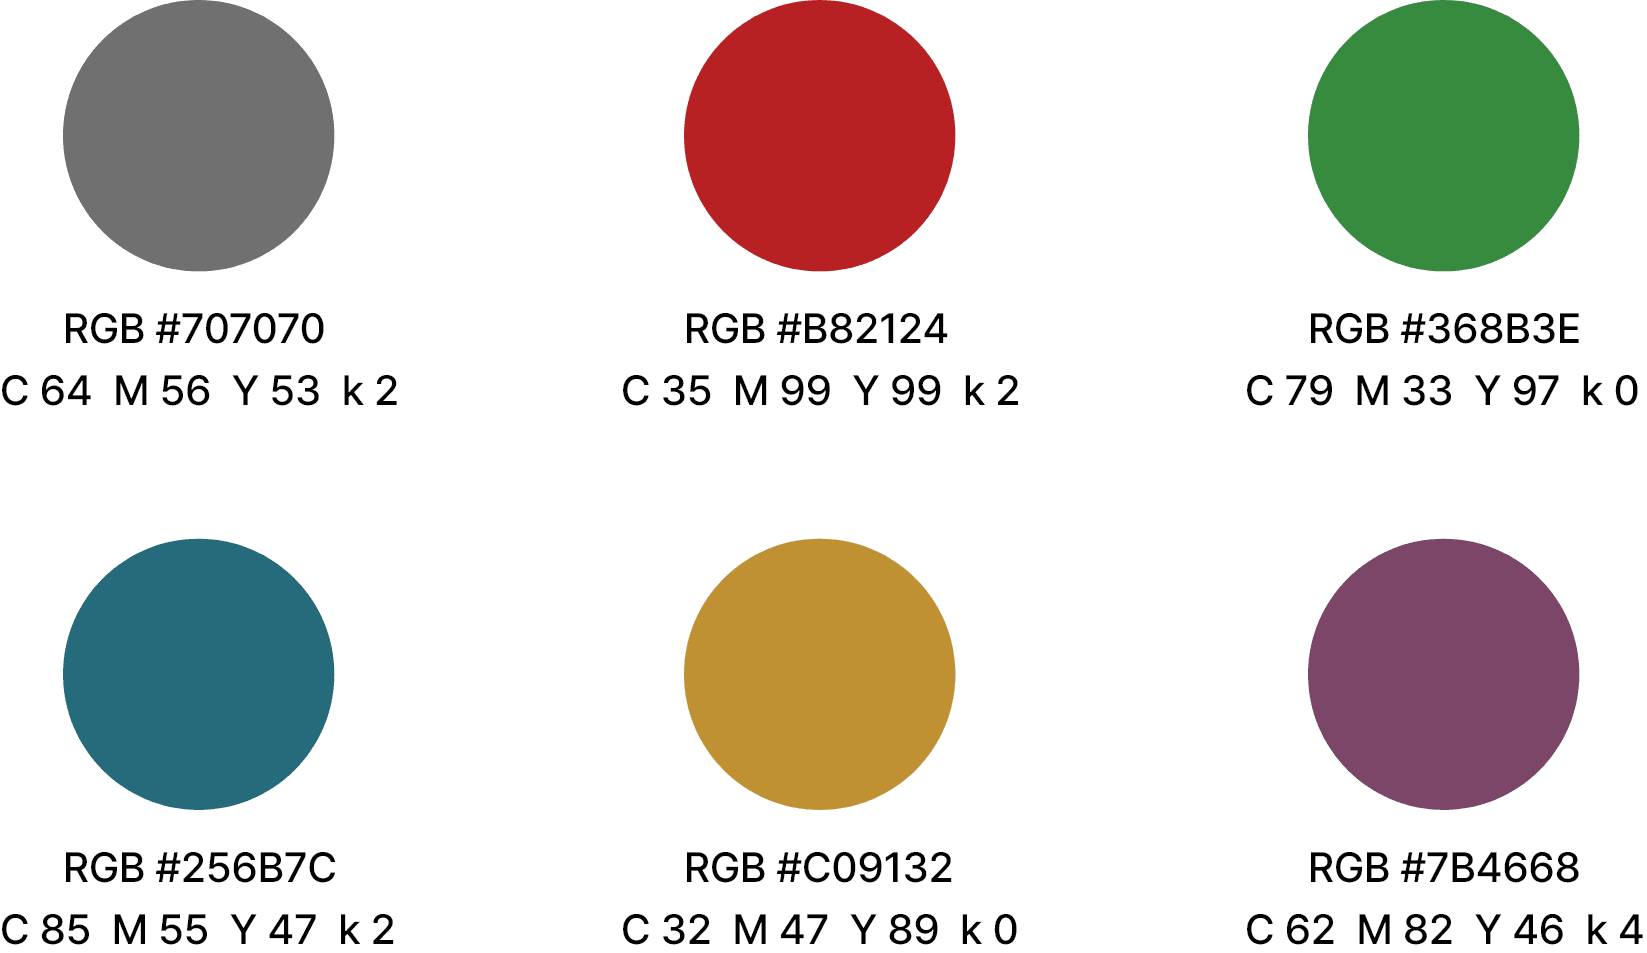 RGB #707070
C 64 M 56 Y 53 k 2
RGB #B82124
C 35 M 99 Y 99 k 2
RGB #368B3E
C 79 M 33 Y 97 k 0
RGB #256B7C
C 85 M 55 Y 47 k 2
RGB #C09132
C 32 M 47 Y 89 k 0
RGB #7B4668
C 62 M 82 Y 46 k 4